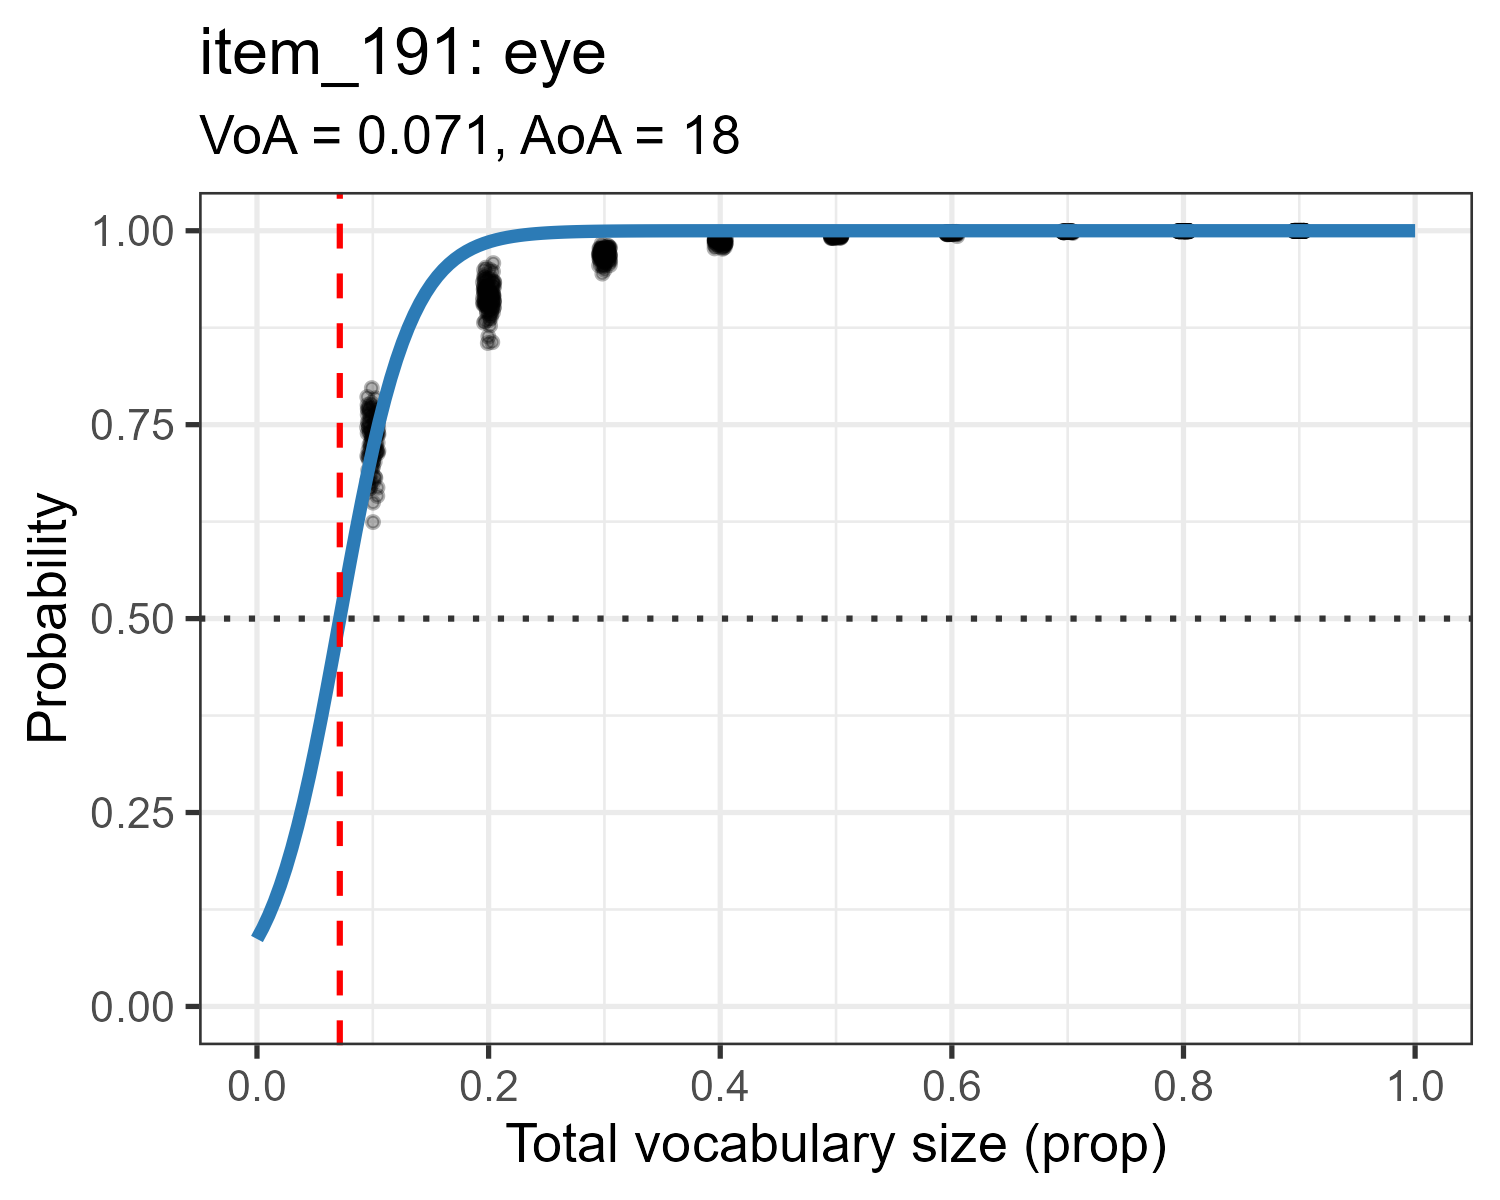 item_191: eye
VoA = 0.071, AoA = 18
1.00
0.75
0.50
0.25
0.00
Probability
0.0 0.2 0.4 0.6 0.8 1.0
Total vocabulary size (prop)